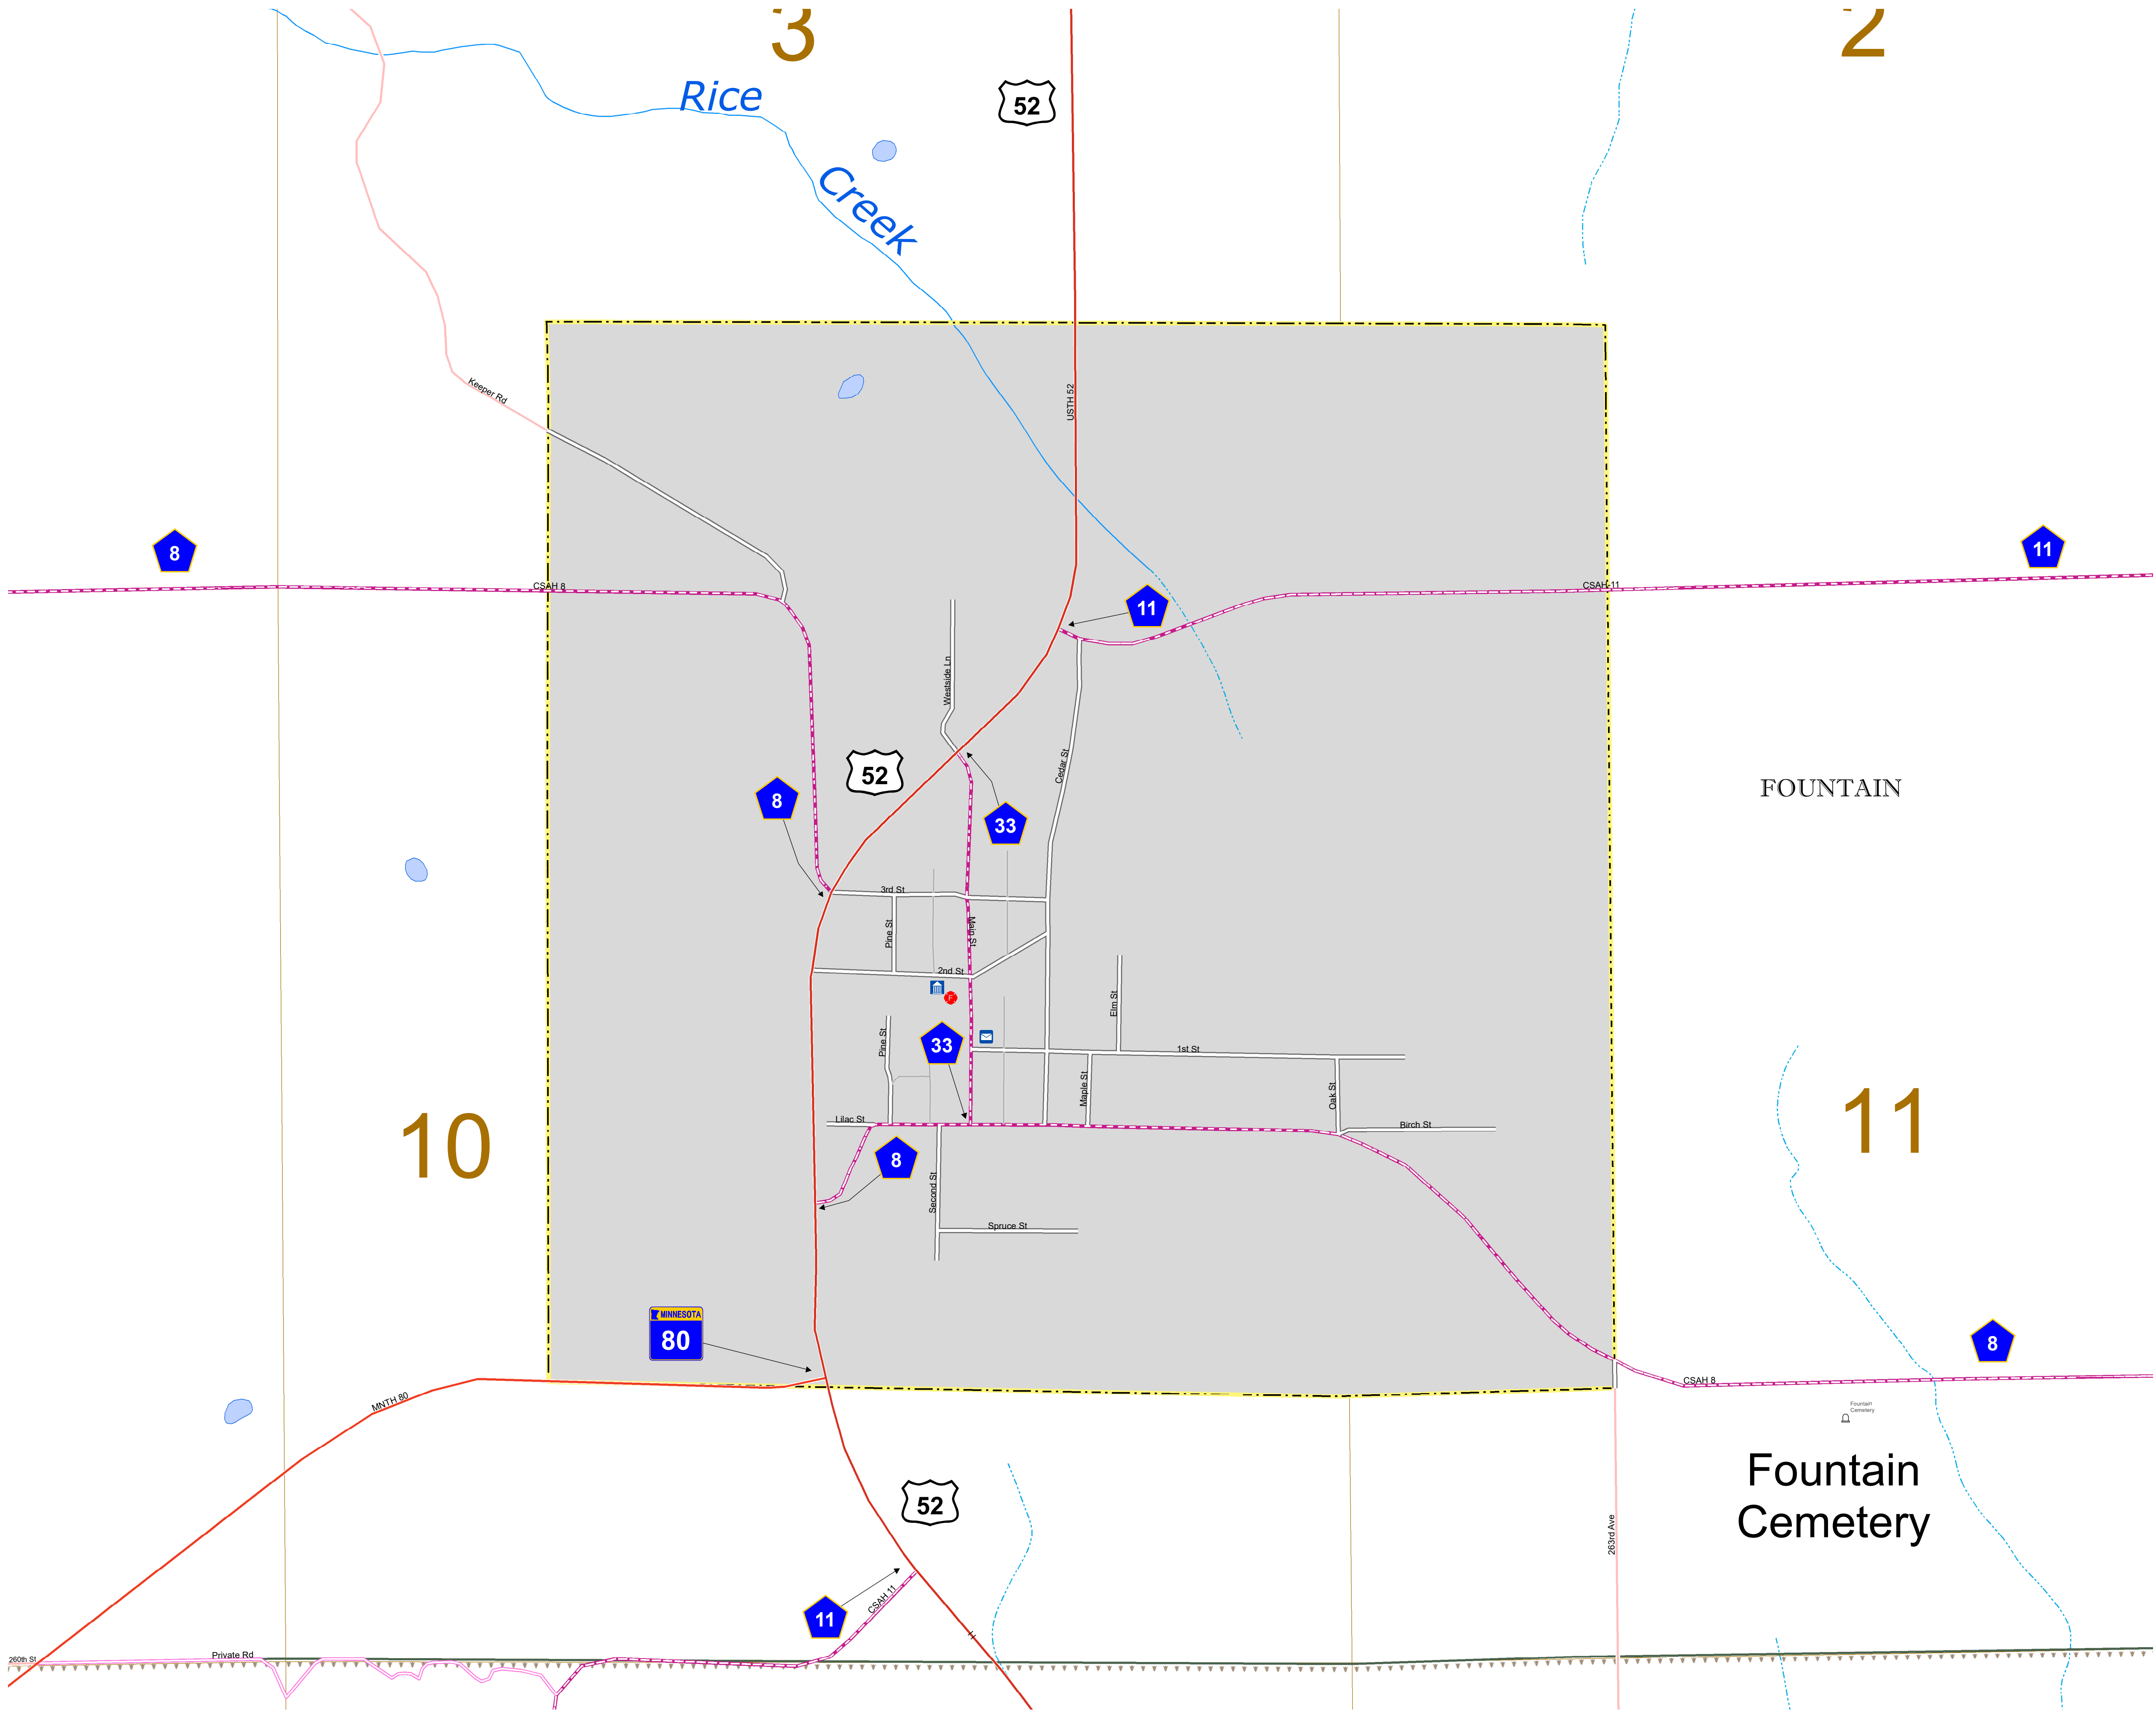 3
2
Rice
52
Creek
Keeper Rd
USTH 52
8
CSAH 8
11
CSAH 11
11
Westside Ln
52
Cedar St
8
33
FOUNTAIN
3rd St
Pine St
Main St
2nd St
F
Elm St
Pine St
33
1st St
Maple St
Oak St
10
11
Lilac St
Birch St
8
Second St
Spruce St
MINNESOTA
80
8
MNTH 80
CSAH 8
Fountain
Cemetery
Fountain
Cemetery
52
263rd Ave
11
CSAH 11
260th St
Private Rd